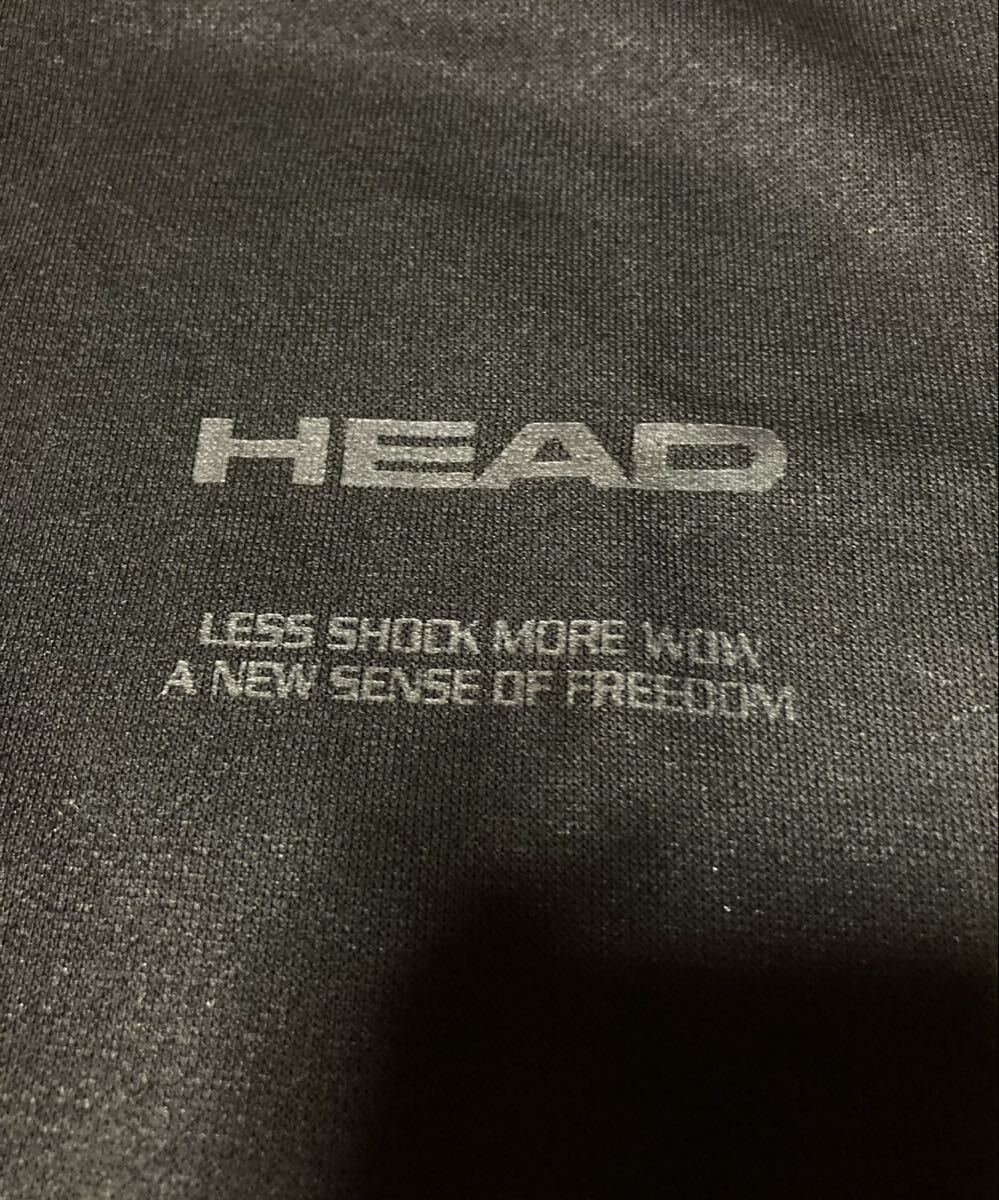 HEAD
LESS SHOCK MORE WOW
A NEW SENSE OF FREEDOM